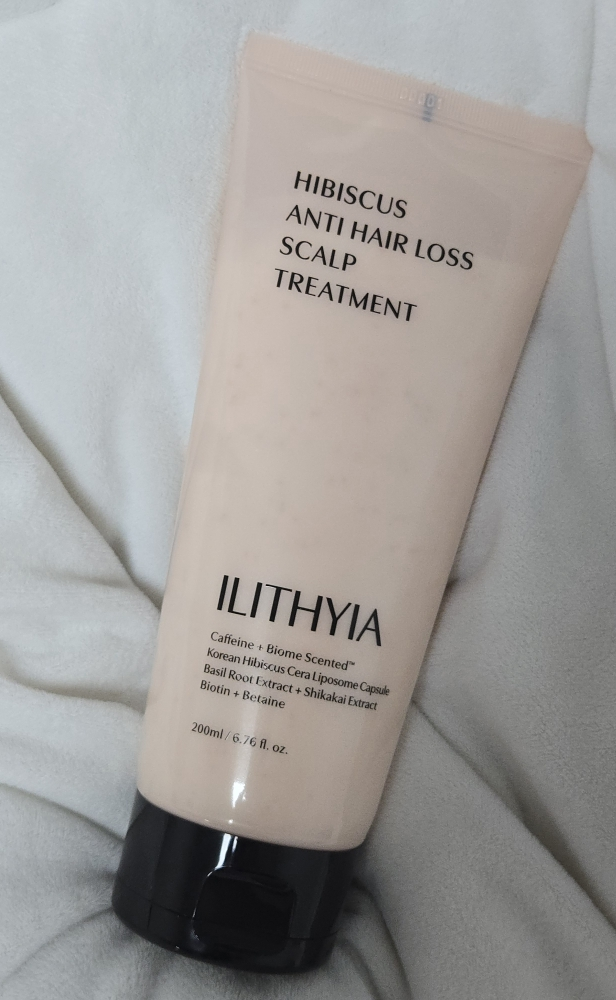 HIBISCUS
ANTI HAIR LOSS
SCALP
TREATMENT
ILITHYIA
Caffeine + Biome Scented™
Korean Hibiscus Cera Liposome Capsule
Basil Root Extract + Shikakai Extract
Biotin + Betaine
200ml / 6.76 fl. oz.